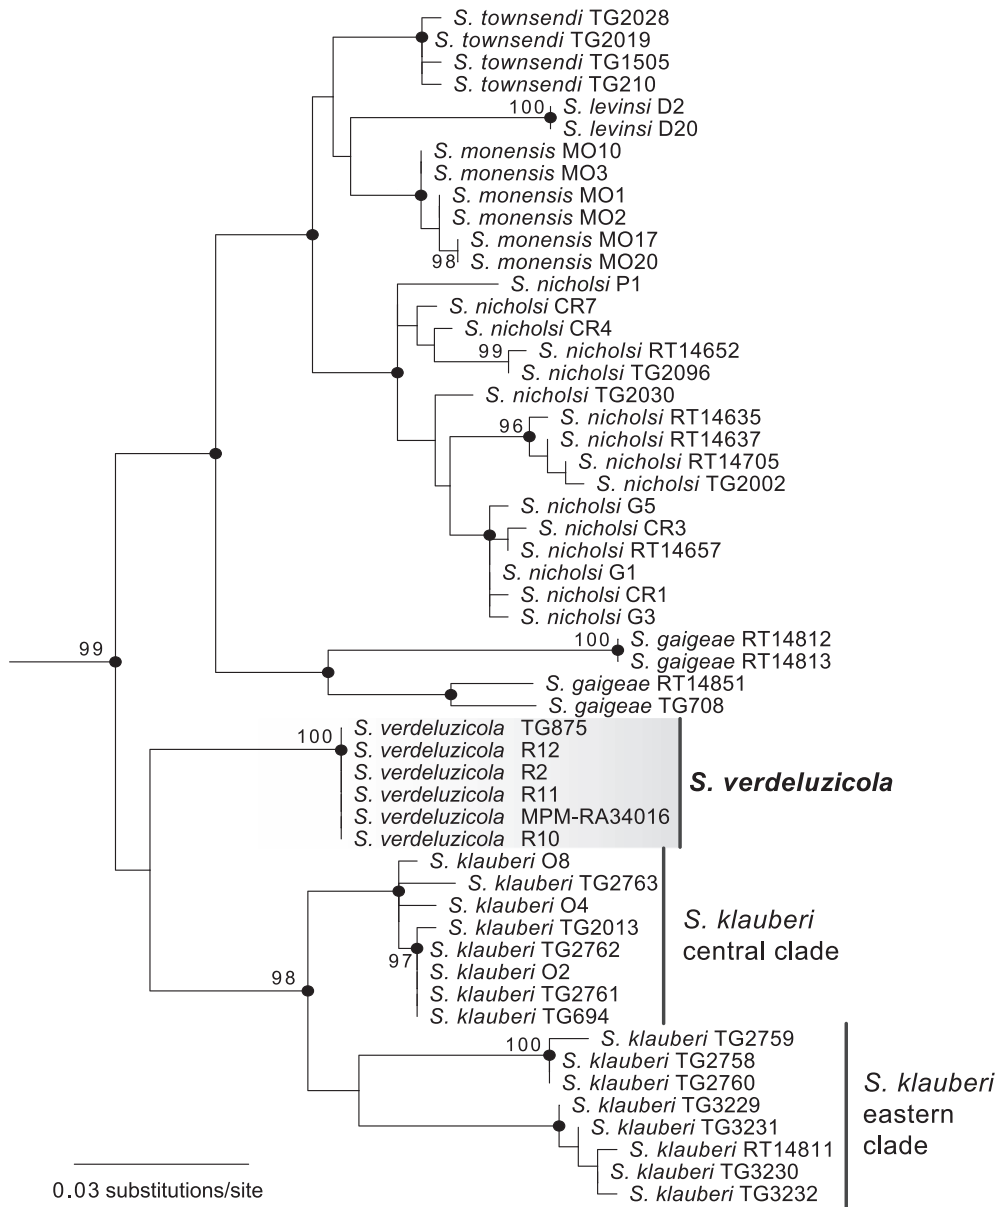 S. townsendi TG2028
S. townsendi TG2019
S. townsendi TG1505
S. townsendi TG210
100
S. levinsi D2
S. levinsi D20
S. monensis MO10
S. monensis MO3
S. monensis MO1
S. monensis MO2
S. monensis MO17
98
S. monensis MO20
S. nicholsi P1
S. nicholsi CR7
S. nicholsi CR4
99
S. nicholsi RT14652
S. nicholsi TG2096
S. nicholsi TG2030
S. nicholsi RT14635
96
S. nicholsi RT14637
S. nicholsi RT14705
S. nicholsi TG2002
S. nicholsi G5
S. nicholsi CR3
S. nicholsi RT14657
S. nicholsi G1
S. nicholsi CR1
S. nicholsi G3
100
S. gaigeae RT14812
99
S. gaigeae RT14813
S. gaigeae RT14851
S. gaigeae TG708
100
S. verdeluzicola TG875
S. verdeluzicola R12
S. verdeluzicola R2
S. verdeluzicola R11
S. verdeluzicola MPM-RA34016
S. verdeluzicola R10
S. verdeluzicola
S. klauberi O8
S. klauberi TG2763
S. klauberi O4
S. klauberi TG2013
S. klauberi TG2762
97
S. klauberi O2
98
S. klauberi TG2761
S. klauberi TG694
S. klauberi
central clade
S. klauberi TG2759
100
S. klauberi TG2758
S. klauberi TG2760
S. klauberi TG3229
S. klauberi TG3231
S. klauberi RT14811
S. klauberi TG3230
S. klauberi TG3232
S. klauberi
eastern
clade
0.03 substitutions/site